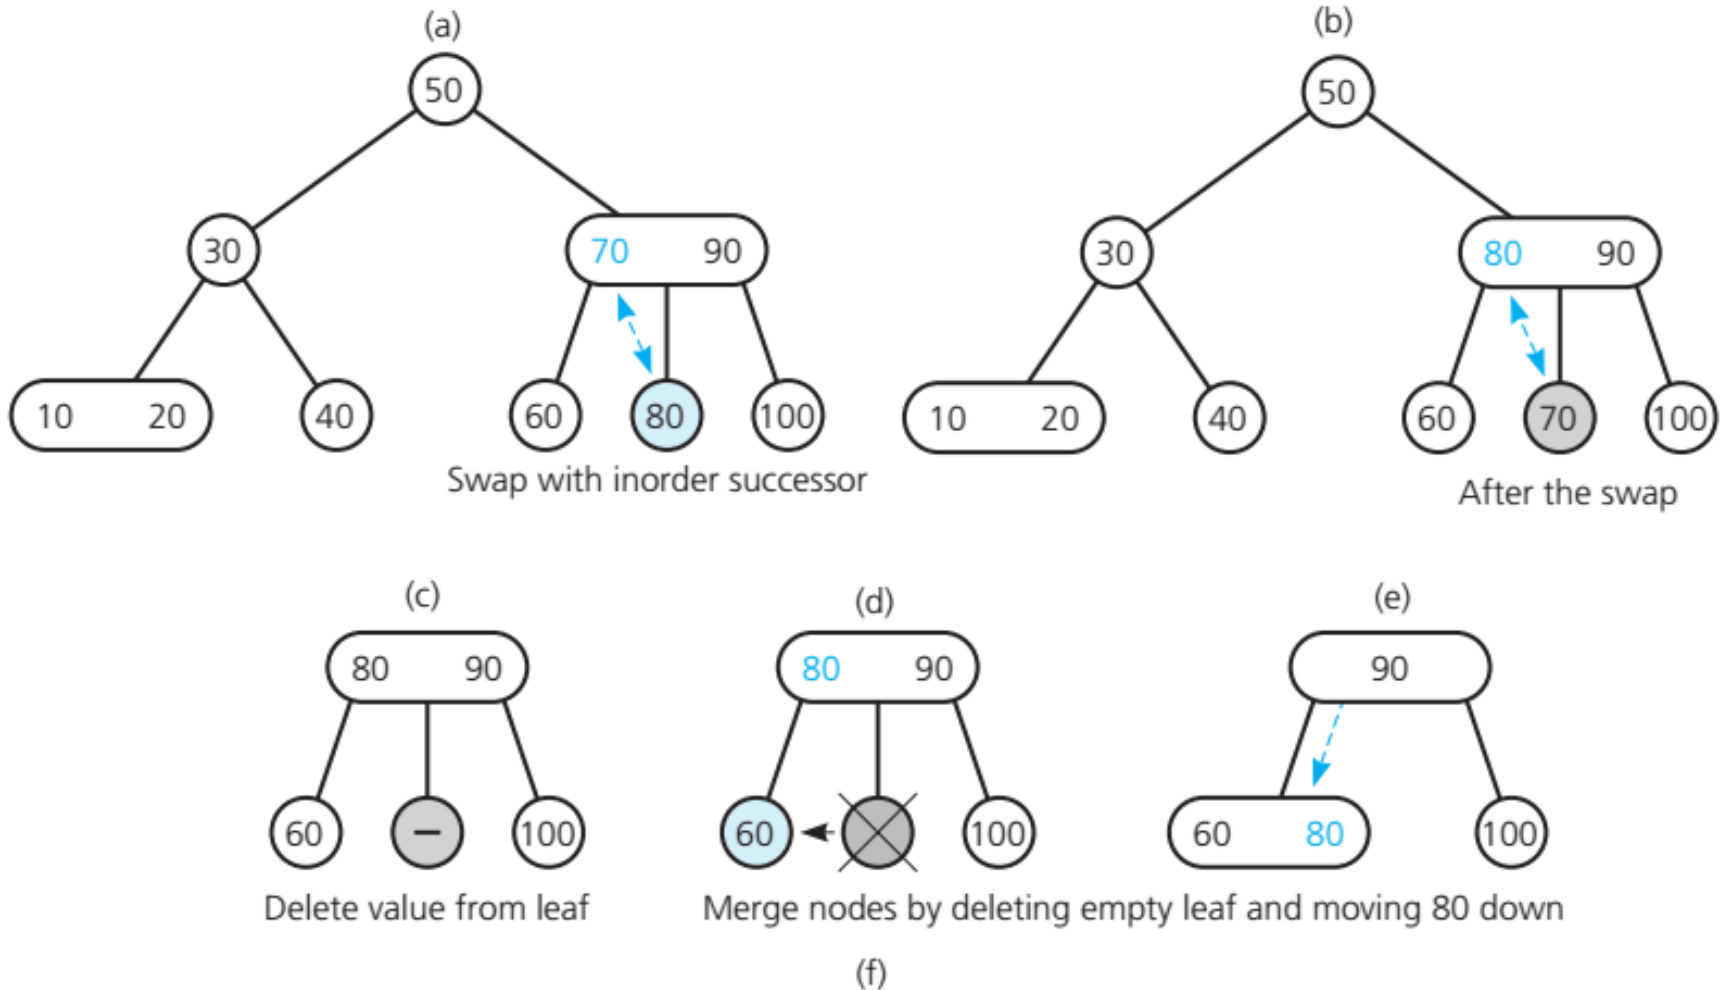 (a) (b)
50 50
30 70 90 30 80 90
10 20 40 60 80 100 10 20 40 60 70 100
Swap with inorder successor After the swap
(c) (d) (e)
80 90 80 90 90
60 – 100 60 100 60 80 100
Delete value from leaf Merge nodes by deleting empty leaf and moving 80 down
(f)